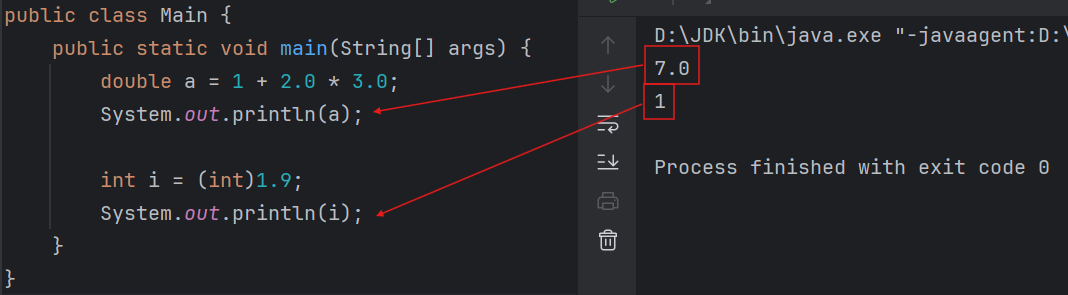 public class Main {
    public static void main(String[] args) {
        double a = 1 + 2.0 * 3.0;
        System.out.println(a);
        int i = (int)1.9;
        System.out.println(i);
    }
}
D:\JDK\bin\java.exe "-javaagent:D:\
7.0
1
Process finished with exit code 0